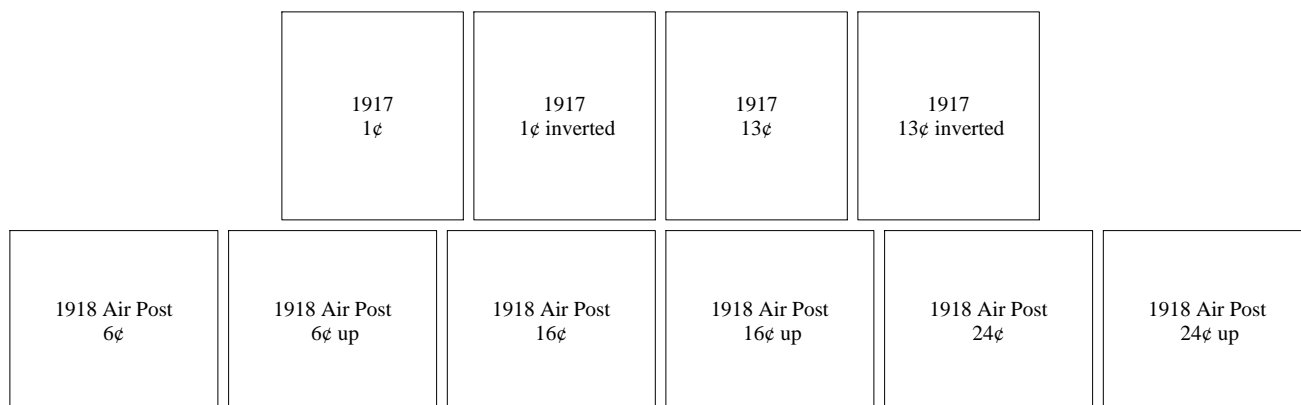 1917
1¢
1917
1¢ inverted
1917
13¢
1917
13¢ inverted
1918 Air Post
6¢
1918 Air Post
6¢ up
1918 Air Post
16¢
1918 Air Post
16¢ up
1918 Air Post
24¢
1918 Air Post
24¢ up